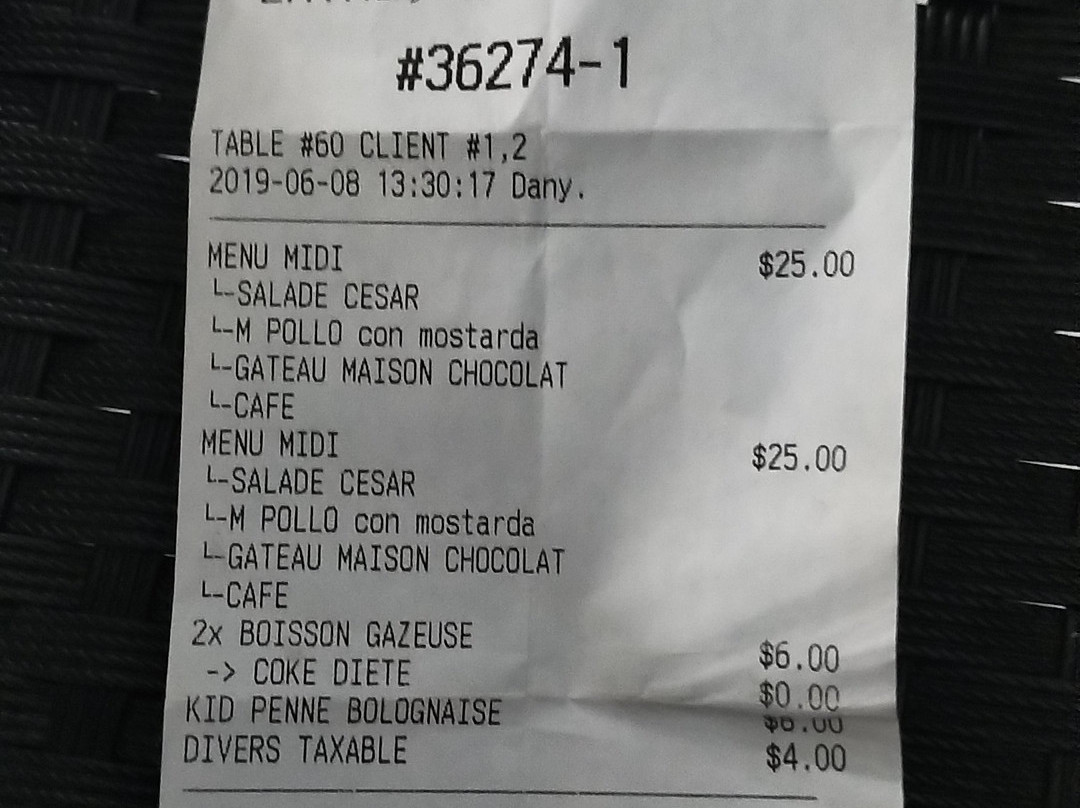 #36274-1
TABLE #60 CLIENT #1,2
2019-06-08 13:30:17 Dany.
MENU MIDI $25.00
└-SALADE CESAR
└-M POLLO con mostarda
└-GATEAU MAISON CHOCOLAT
└-CAFE
MENU MIDI $25.00
└-SALADE CESAR
└-M POLLO con mostarda
└-GATEAU MAISON CHOCOLAT
└-CAFE
2x BOISSON GAZEUSE $6.00
-> COKE DIETE $0.00
KID PENNE BOLOGNAISE
DIVERS TAXABLE $4.00